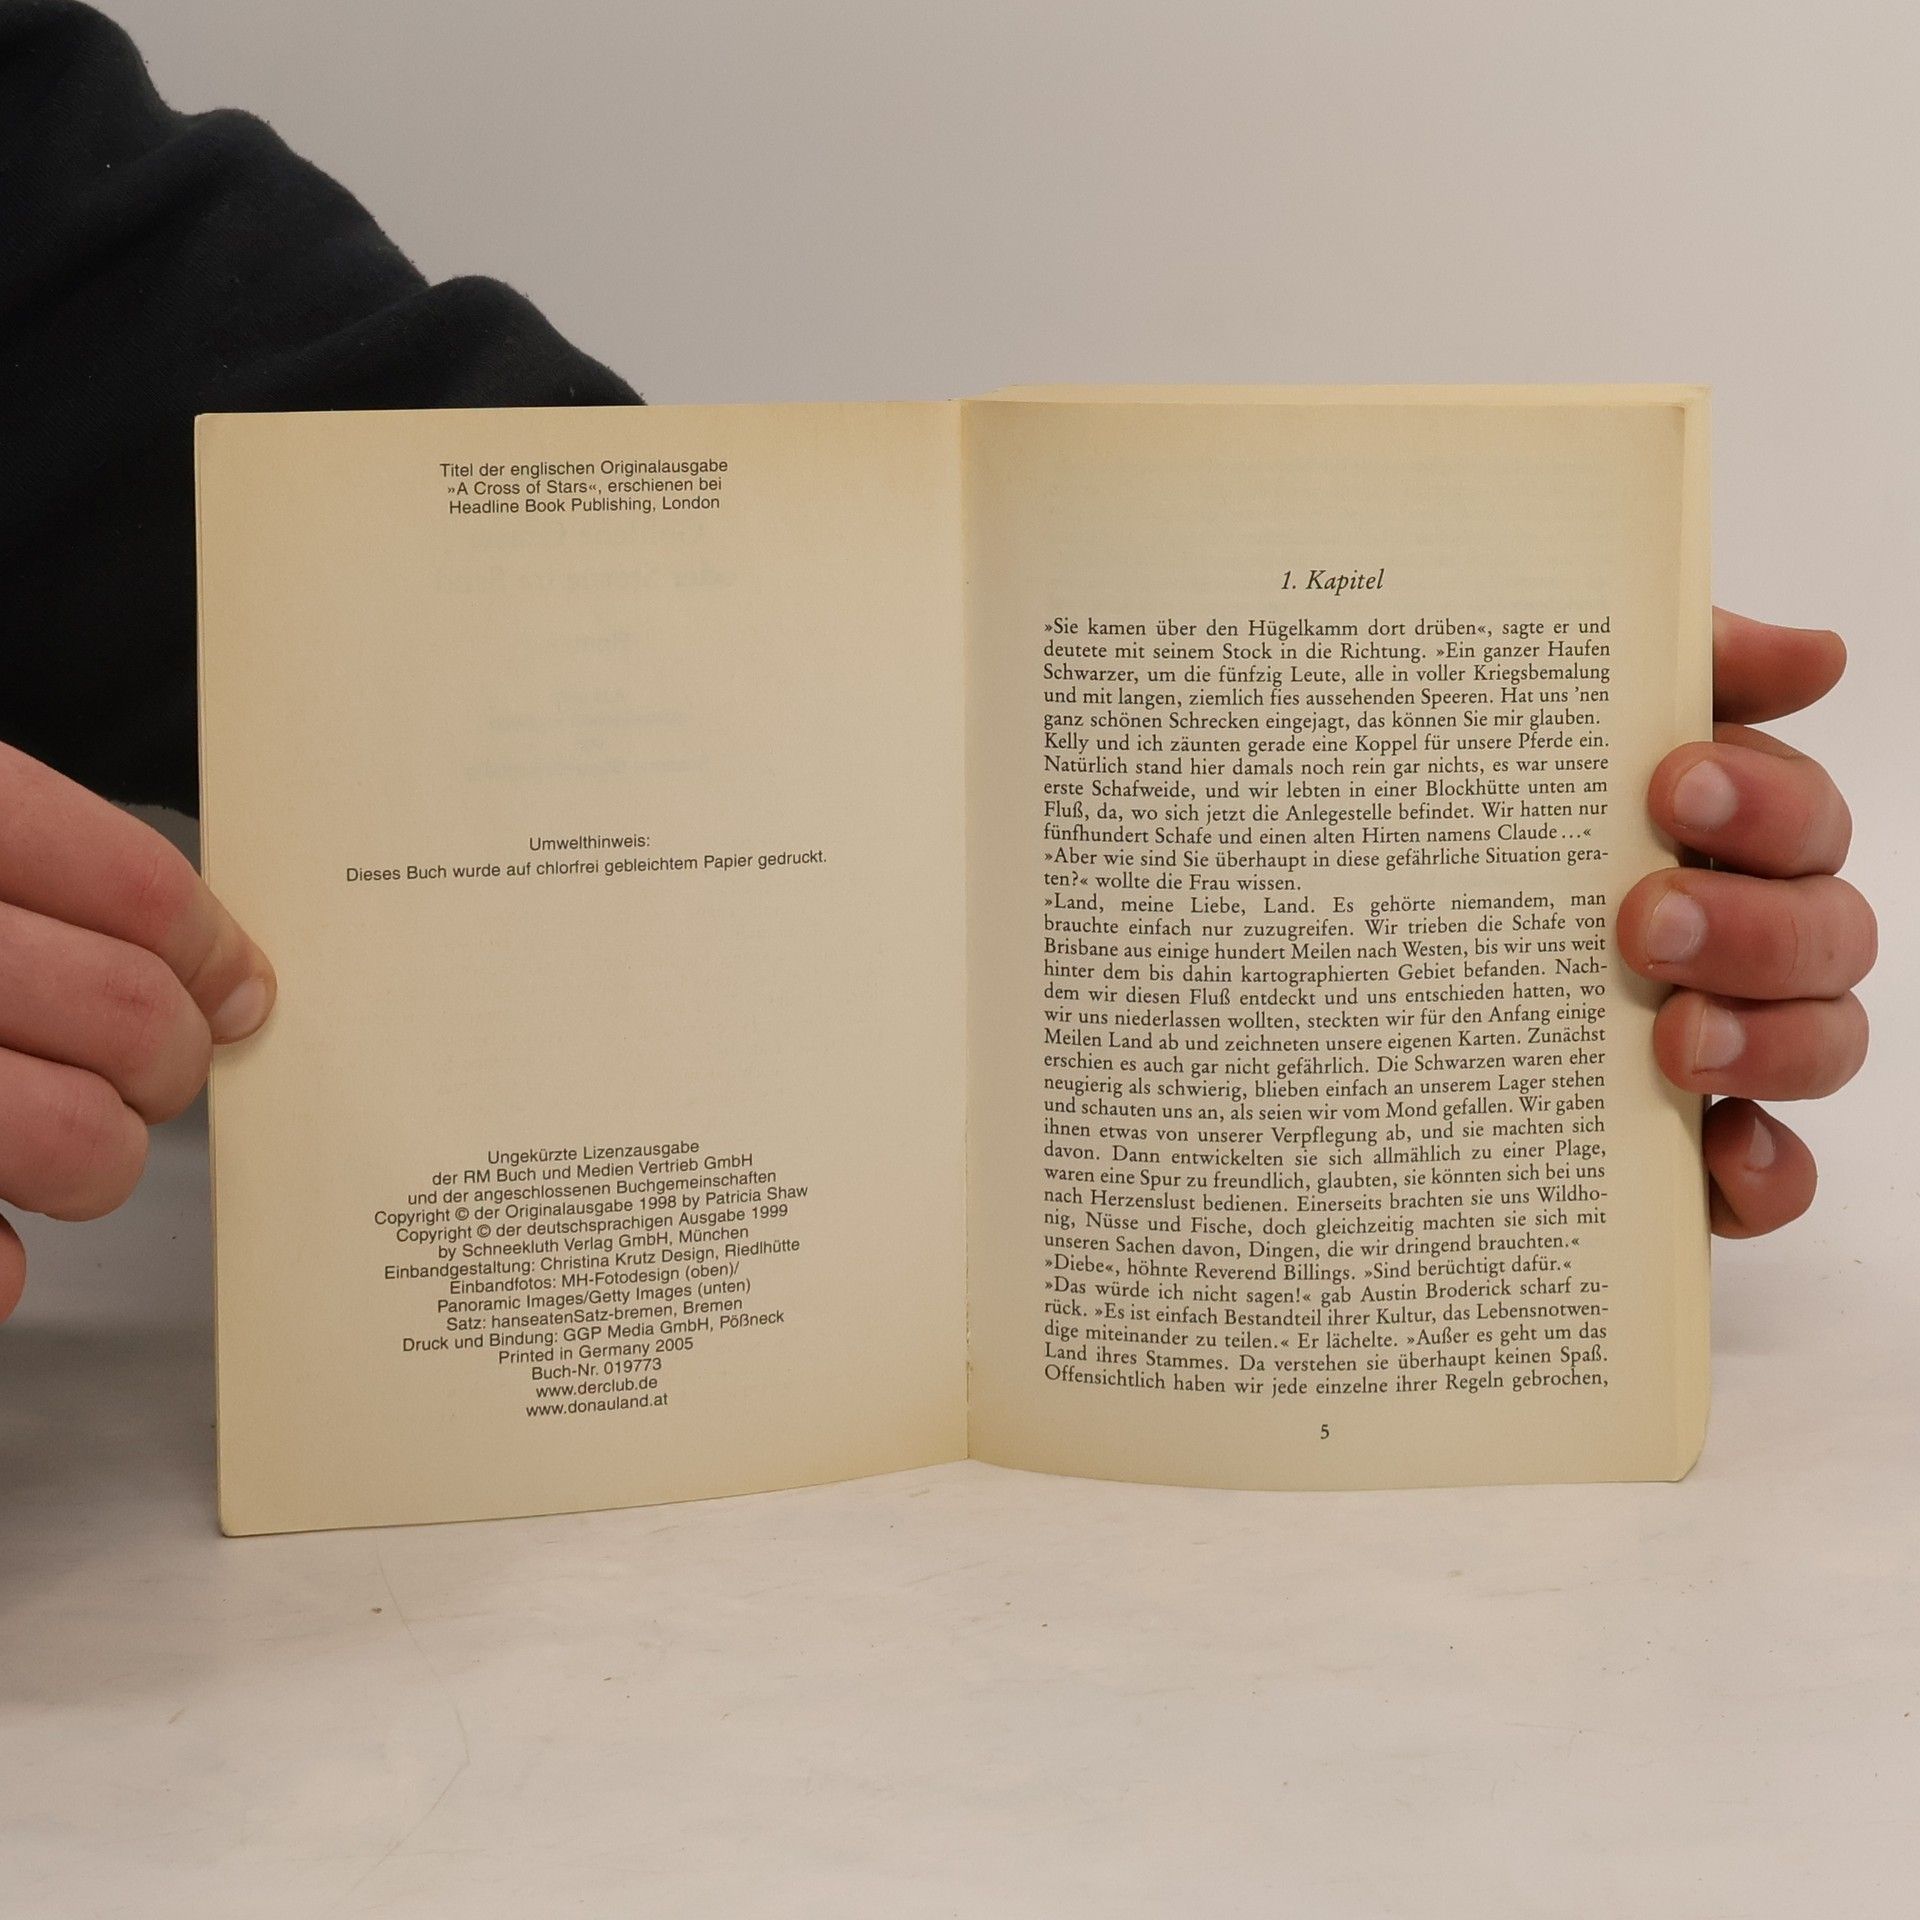 Titel der englischen Originalausgabe
»A Cross of Stars«, erschienen bei
Headline Book Publishing, London
Umwelthinweis:
Dieses Buch wurde auf chlorfrei gebleichtem Papier gedruckt.
Ungekürzte Lizenzausgabe
der RM Buch und Medien Vertrieb GmbH
und der angeschlossenen Buchgemeinschaften
Copyright © der Originalausgabe 1998 by Patricia Shaw
Copyright © der deutschsprachigen Ausgabe 1999
by Schneekluth Verlag GmbH, München
Einbandgestaltung: Christina Krutz Design, Riedlhütte
Einbandfotos: MH-Fotodesign (oben)/
Panoramic Images/Getty Images (unten)
Satz: hanseatenSatz-bremen, Bremen
Druck und Bindung: GGP Media GmbH, Pößneck
Printed in Germany 2005
Buch-Nr. 019773
www.derclub.de
www.donauland.at
1. Kapitel
»Sie kamen über den Hügelkamm dort drüben«, sagte er und
deutete mit seinem Stock in die Richtung. »Ein ganzer Haufen
Schwarzer, um die fünfzig Leute, alle in voller Kriegsbemalung
und mit langen, ziemlich fies aussehenden Speeren. Hat uns ’nen
ganz schönen Schrecken eingejagt, das können Sie mir glauben.
Kelly und ich zäunten gerade eine Koppel für unsere Pferde ein.
Natürlich stand hier damals noch rein gar nichts, es war unsere
erste Schafweide, und wir lebten in einer Blockhütte unten am
Fluß, da, wo sich jetzt die Anlegestelle befindet. Wir hatten nur
fünfhundert Schafe und einen alten Hirten namens Claude …«
»Aber wie sind Sie überhaupt in diese gefährliche Situation gera-
ten?« wollte die Frau wissen.
»Land, meine Liebe, Land. Es gehörte niemandem, man
brauchte einfach nur zuzugreifen. Wir trieben die Schafe von
Brisbane aus einige hundert Meilen nach Westen, bis wir uns weit
hinter dem bis dahin kartographierten Gebiet befanden. Nach-
dem wir diesen Fluß entdeckt und uns entschieden hatten, wo
wir uns niederlassen wollten, steckten wir für den Anfang einige
Meilen Land ab und zeichneten unsere eigenen Karten. Zunächst
erschien es auch gar nicht gefährlich. Die Schwarzen waren eher
neugierig als schwierig, blieben einfach an unserem Lager stehen
und schauten uns an, als seien wir vom Mond gefallen. Wir gaben
ihnen etwas von unserer Verpflegung ab, und sie machten sich
davon. Dann entwickelten sie sich allmählich zu einer Plage,
waren eine Spur zu freundlich, glaubten, sie könnten sich bei uns
nach Herzenslust bedienen. Einerseits brachten sie uns Wildho-
nig, Nüsse und Fische, doch gleichzeitig machten sie sich mit
unseren Sachen davon, Dingen, die wir dringend brauchten.«
»Diebe«, höhnte Reverend Billings. »Sind berüchtigt dafür.«
»Das würde ich nicht sagen!« gab Austin Broderick scharf zu-
rück. »Es ist einfach Bestandteil ihrer Kultur, das Lebensnotwen-
dige miteinander zu teilen.« Er lächelte. »Außer es geht um das
Land ihres Stammes. Da verstehen sie überhaupt keinen Spaß.
Offensichtlich haben wir jede einzelne ihrer Regeln gebrochen,
5